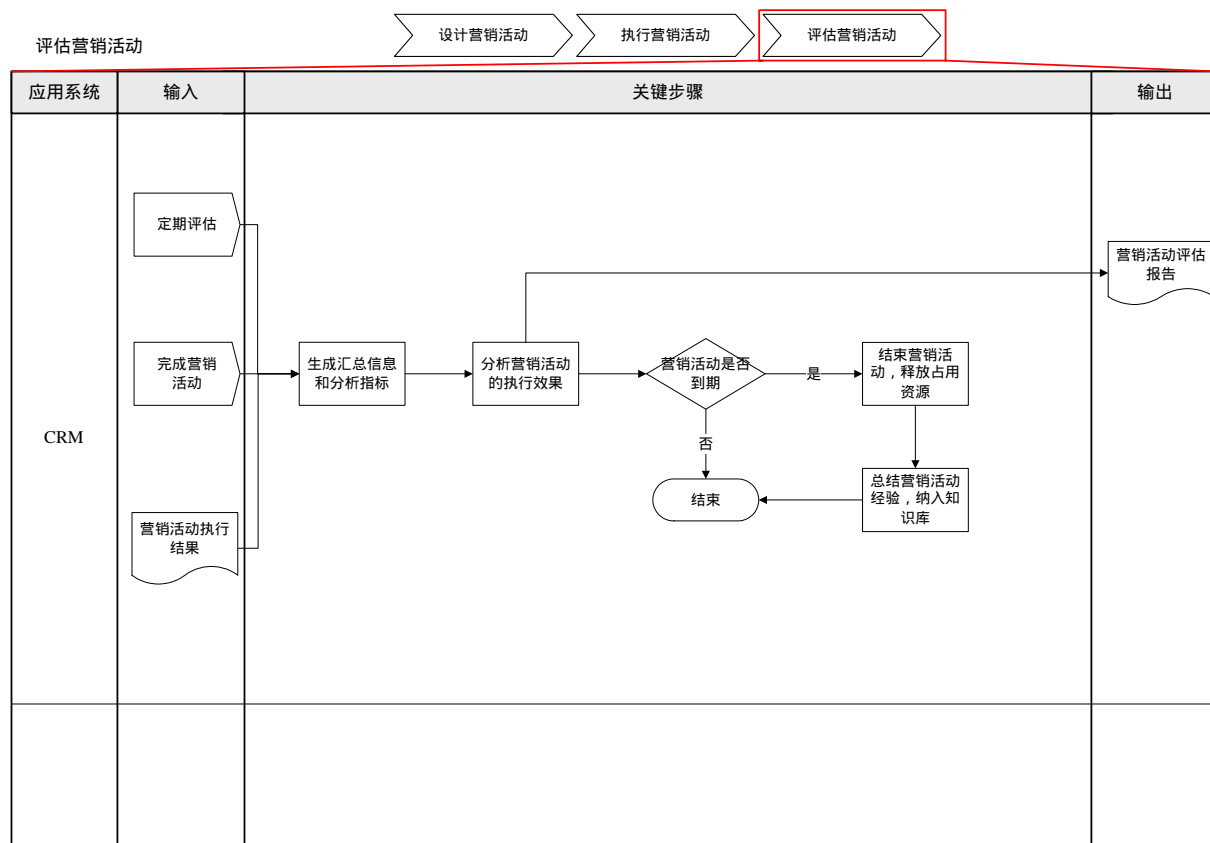 设计营销活动
执行营销活动
评估营销活动
评估营销活动
应用系统
输入
关键步骤
输出
定期评估
营销活动评估
报告
完成营销
活动
生成汇总信息
和分析指标
分析营销活动
的执行效果
营销活动是否
到期
是
结束营销活
动，释放占用
资源
CRM
否
营销活动执行
结果
结束
总结营销活动
经验，纳入知
识库